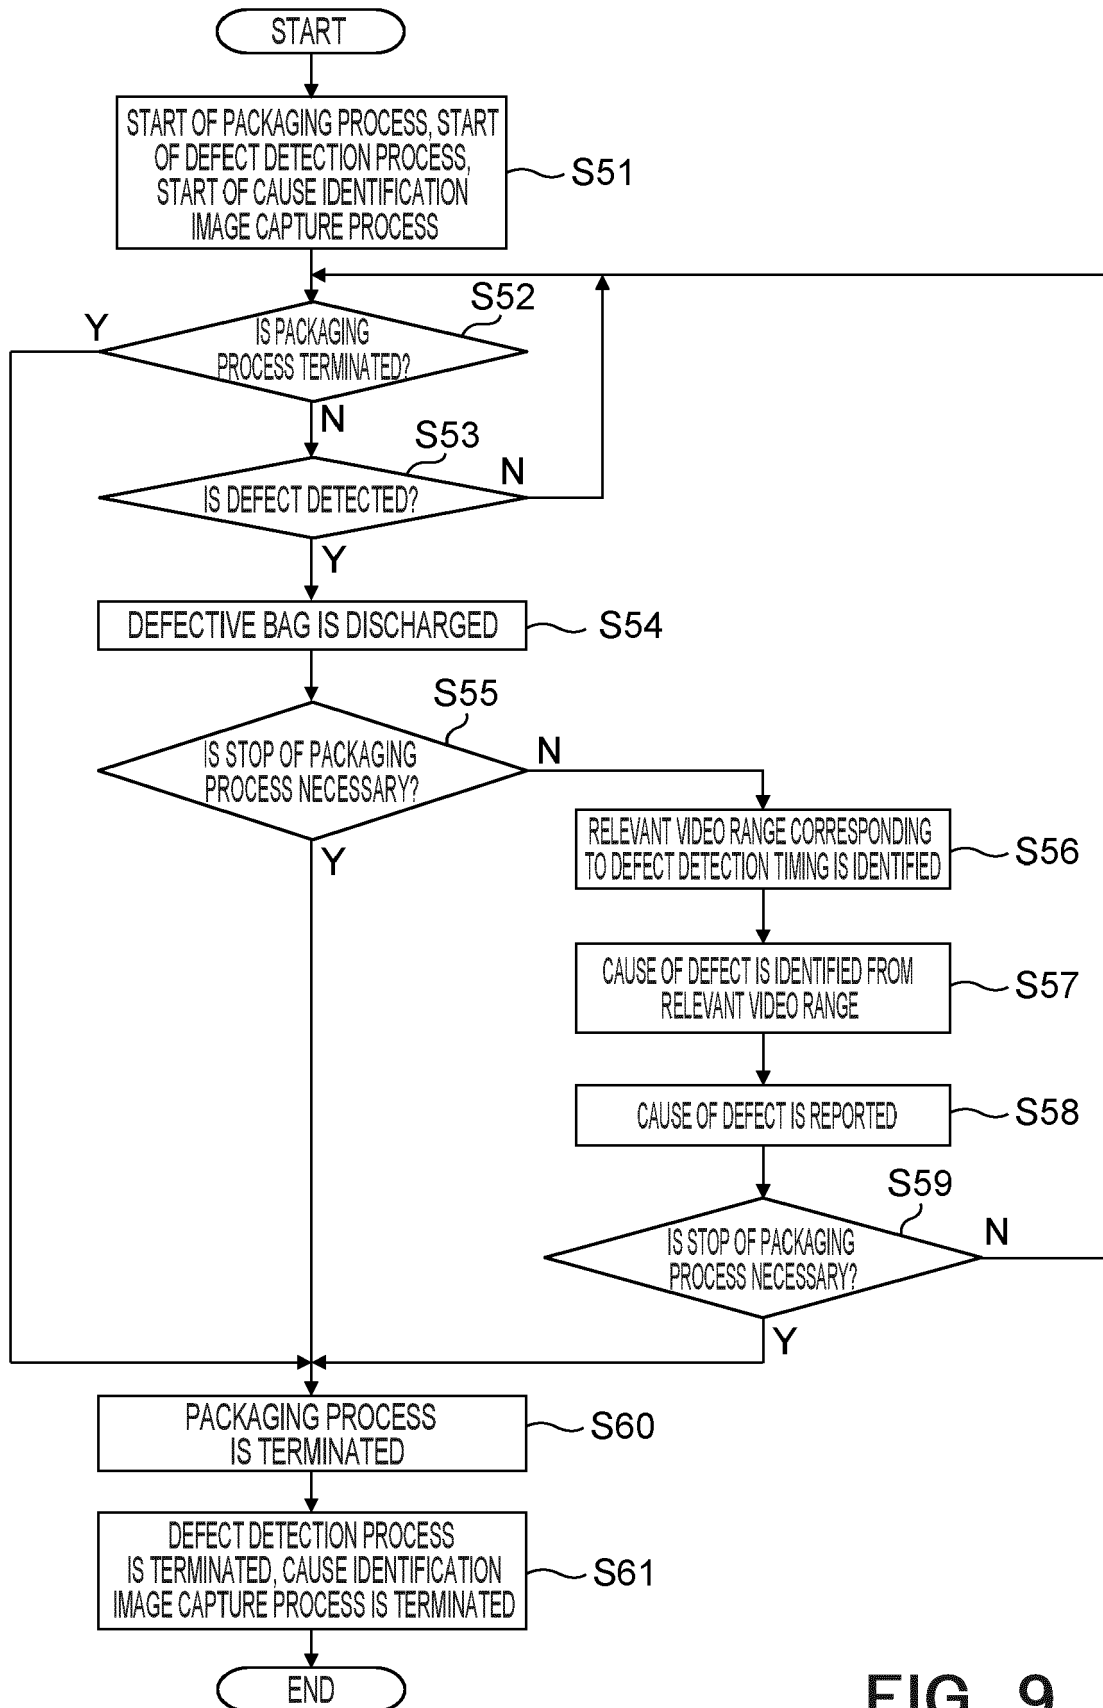 START
START OF PACKAGING PROCESS, START
OF DEFECT DETECTION PROCESS,
START OF CAUSE IDENTIFICATION
IMAGE CAPTURE PROCESS
S51
S52
Y
IS PACKAGING
PROCESS TERMINATED?
N
S53
IS DEFECT DETECTED?
N
Y
DEFECTIVE BAG IS DISCHARGED
S54
S55
IS STOP OF PACKAGING
PROCESS NECESSARY?
N
Y
RELEVANT VIDEO RANGE CORRESPONDING
TO DEFECT DETECTION TIMING IS IDENTIFIED
S56
CAUSE OF DEFECT IS IDENTIFIED FROM
RELEVANT VIDEO RANGE
S57
CAUSE OF DEFECT IS REPORTED
S58
S59
IS STOP OF PACKAGING
PROCESS NECESSARY?
N
Y
PACKAGING PROCESS
IS TERMINATED
S60
DEFECT DETECTION PROCESS
IS TERMINATED, CAUSE IDENTIFICATION
IMAGE CAPTURE PROCESS IS TERMINATED
S61
END
FIG. 9